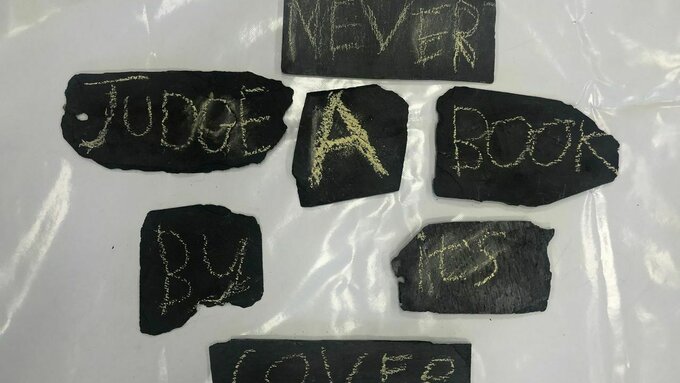 NEVER
JUDGE A BOOK
BY ITS
COVER